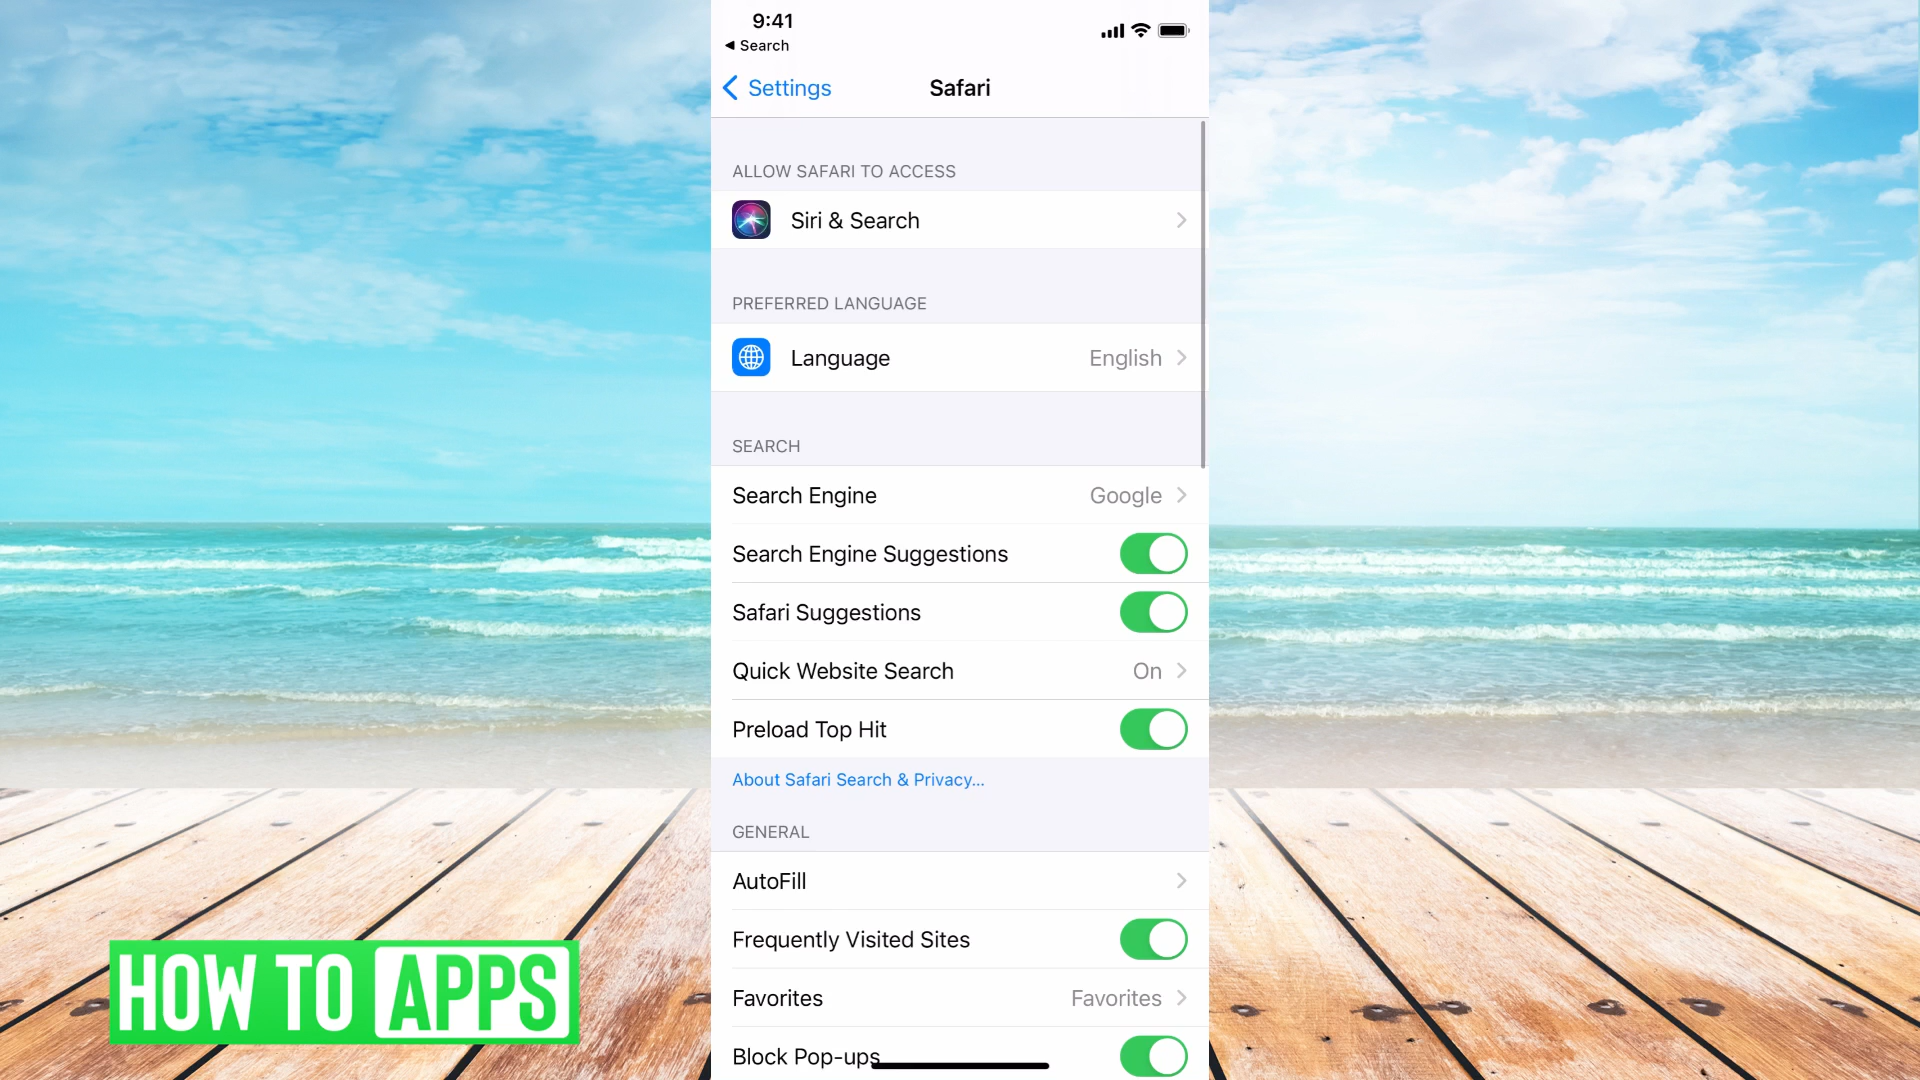 9:41
◀ Search
Settings
Safari
ALLOW SAFARI TO ACCESS
Siri & Search
PREFERRED LANGUAGE
Language English
SEARCH
Search Engine Google
Search Engine Suggestions
Safari Suggestions
Quick Website Search On
Preload Top Hit
About Safari Search & Privacy...
GENERAL
AutoFill
Frequently Visited Sites
Favorites Favorites
Block Pop-ups
HOW TO APPS